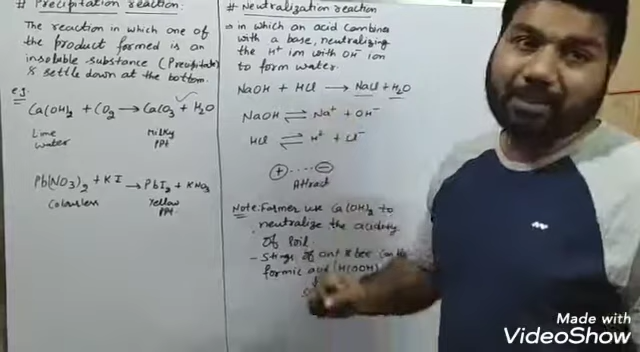 # Precipitation reaction:
The reaction in which one of
the product formed is an
insoluble substance (Precipitate)
& settle down at the bottom.
e.g.
Ca(OH)₂ + CO₂ → CaCO₃ + H₂O
Lime Milky
Water PPt
Pb(NO₃)₂ + KI → PbI₂ + KNO₃
Colourless Yellow
PPt
# Neutralization reaction
in which an acid combine
with a base, neutralizing
the H⁺ ion with OH⁻ ion
to form water.
NaOH + HCl → NaCl + H₂O
NaOH ⇌ Na⁺ + OH⁻
HCl ⇌ H⁺ + Cl⁻
+ ..... -
Attract
Note: Farmer use Ca(OH)₂ to
neutralize the acidity
of Soil.
- Stings of ant & bee
formic acid (HCOOH)
Made with
VideoShow